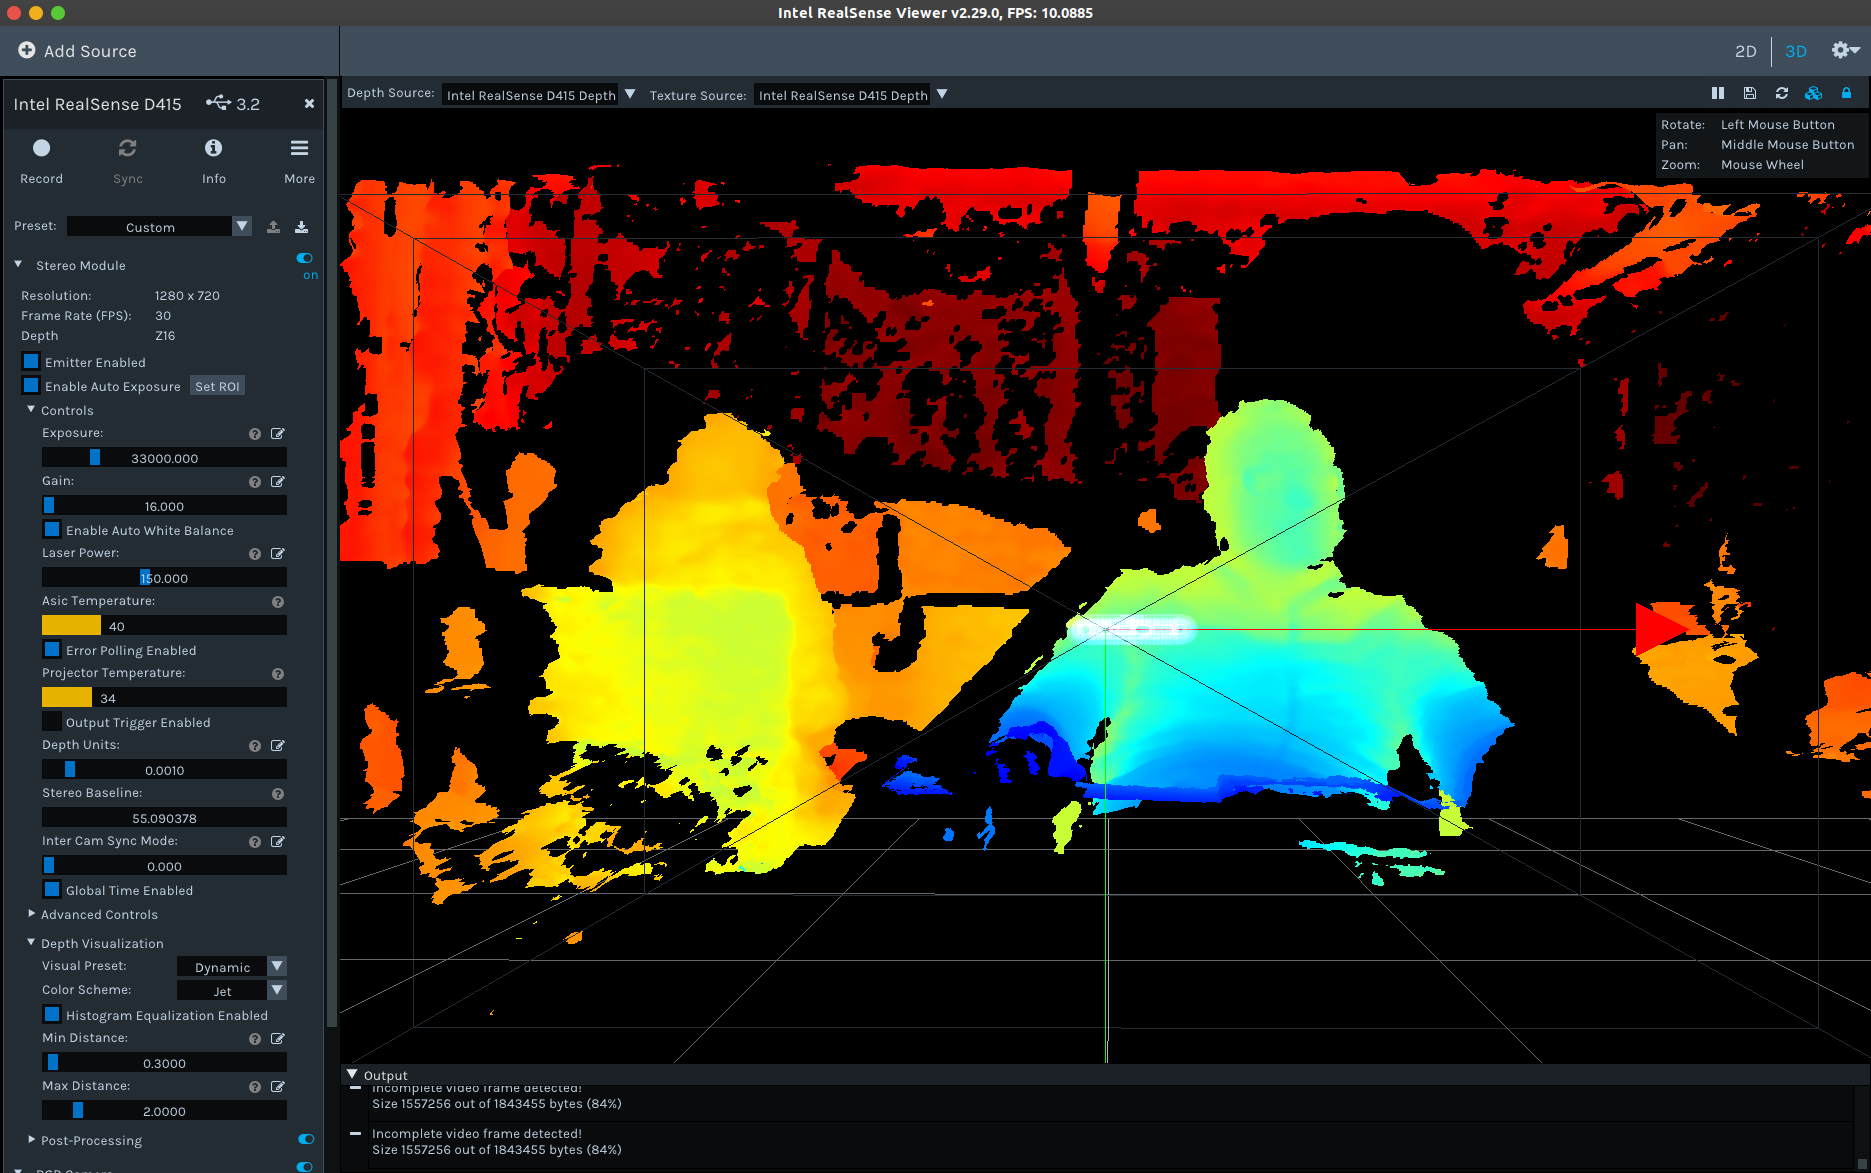 Intel RealSense Viewer v2.29.0, FPS: 10.0885
Add Source
2D 3D
Intel RealSense D415 3.2
Depth Source: Intel RealSense D415 Depth Texture Source: Intel RealSense D415 Depth
Record Sync Info More
Rotate: Left Mouse Button
Pan: Middle Mouse Button
Zoom: Mouse Wheel
Preset: Custom
Stereo Module
on
Resolution: 1280 x 720
Frame Rate (FPS): 30
Depth Z16
Emitter Enabled
Enable Auto Exposure Set ROI
Controls
Exposure:
33000.000
Gain:
16.000
Enable Auto White Balance
Laser Power:
150.000
Asic Temperature:
40
Error Polling Enabled
Projector Temperature:
34
Output Trigger Enabled
Depth Units:
0.0010
Stereo Baseline:
55.090378
Inter Cam Sync Mode:
0.000
Global Time Enabled
Advanced Controls
Depth Visualization
Visual Preset: Dynamic
Color Scheme: Jet
Histogram Equalization Enabled
Min Distance:
0.3000
Max Distance:
2.0000
Post-Processing
RGB Camera
Output
Incomplete video frame detected!
Size 1557256 out of 1843455 bytes (84%)
Incomplete video frame detected!
Size 1557256 out of 1843455 bytes (84%)